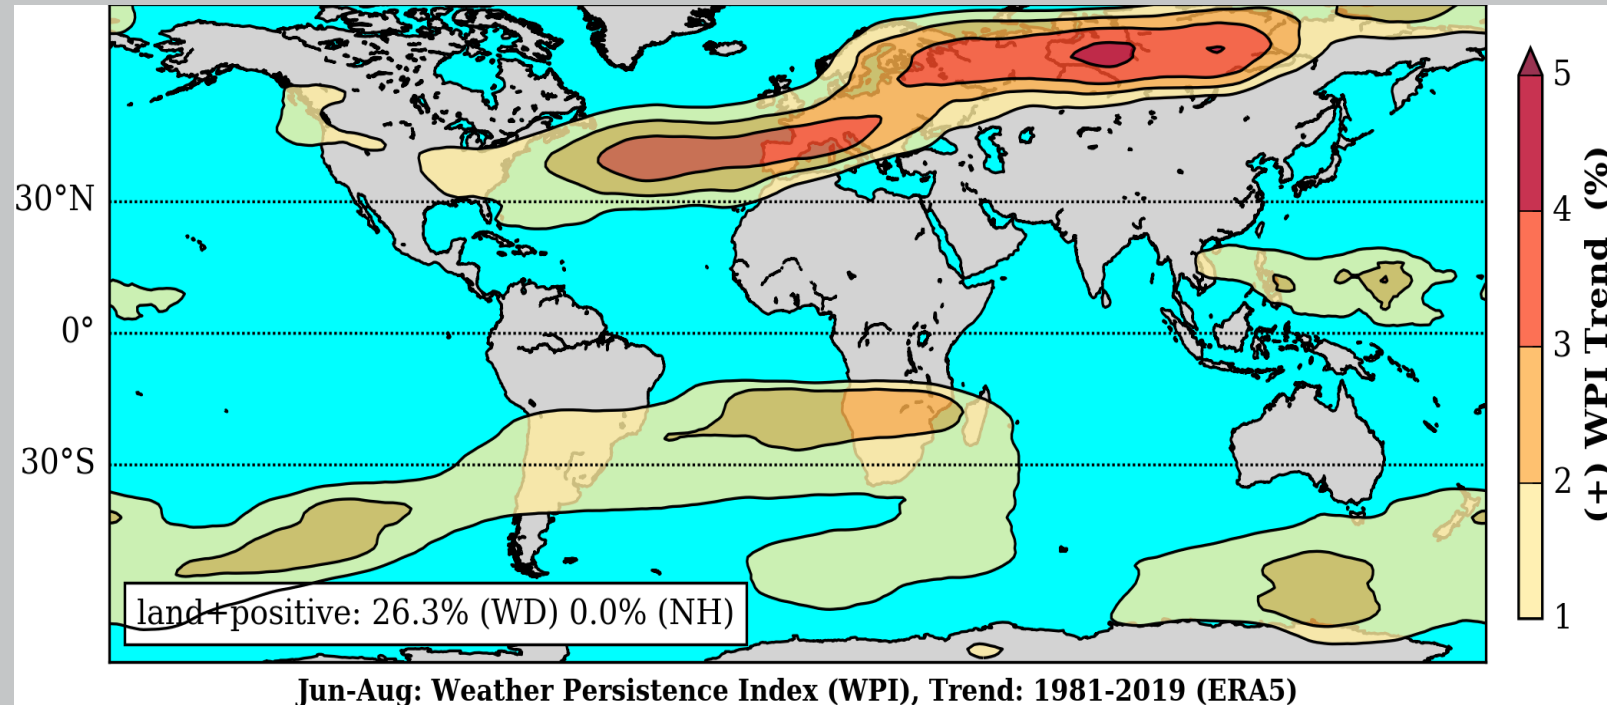 30°N
0°
30°S
land+positive: 26.3% (WD) 0.0% (NH)
Jun-Aug: Weather Persistence Index (WPI), Trend: 1981-2019 (ERA5)
5
4
3
2
1
(+) WPI Trend (%)